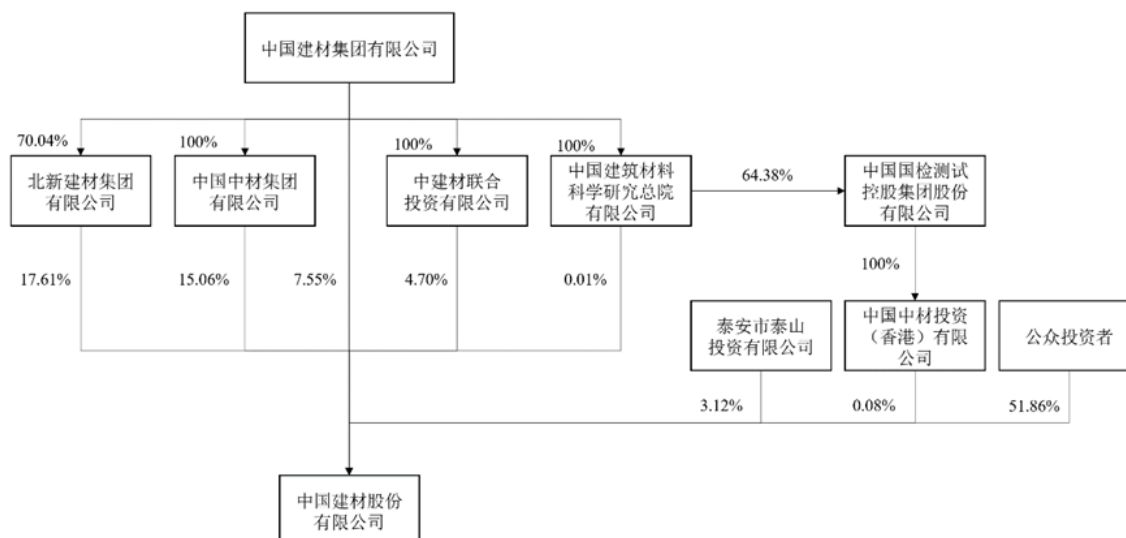 中国建材集团有限公司
70.04%
100%
100%
100%
北新建材集团
有限公司
中国中材集团
有限公司
中建材联合
投资有限公司
中国建筑材料
科学研究总院
有限公司
64.38%
中国国检测试
控股集团股份
有限公司
17.61%
15.06%
7.55%
4.70%
0.01%
100%
泰安市泰山
投资有限公司
中国中材投资
（香港）有限
公司
公众投资者
3.12%
0.08%
51.86%
中国建材股份
有限公司